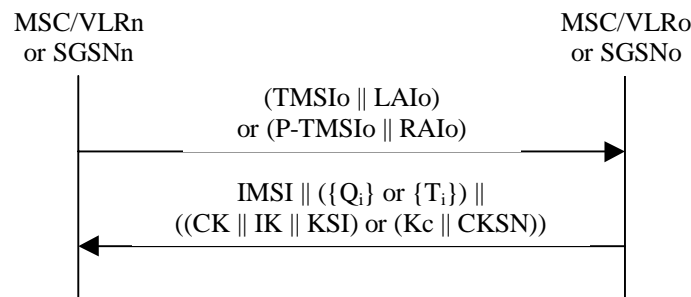 MSC/VLRn
or SGSNn
MSC/VLRo
or SGSNo
(TMSIo || LAIo)
or (P-TMSIo || RAIo)
IMSI || ({Qi} or {Ti}) ||
((CK || IK || KSI) or (Kc || CKSN))